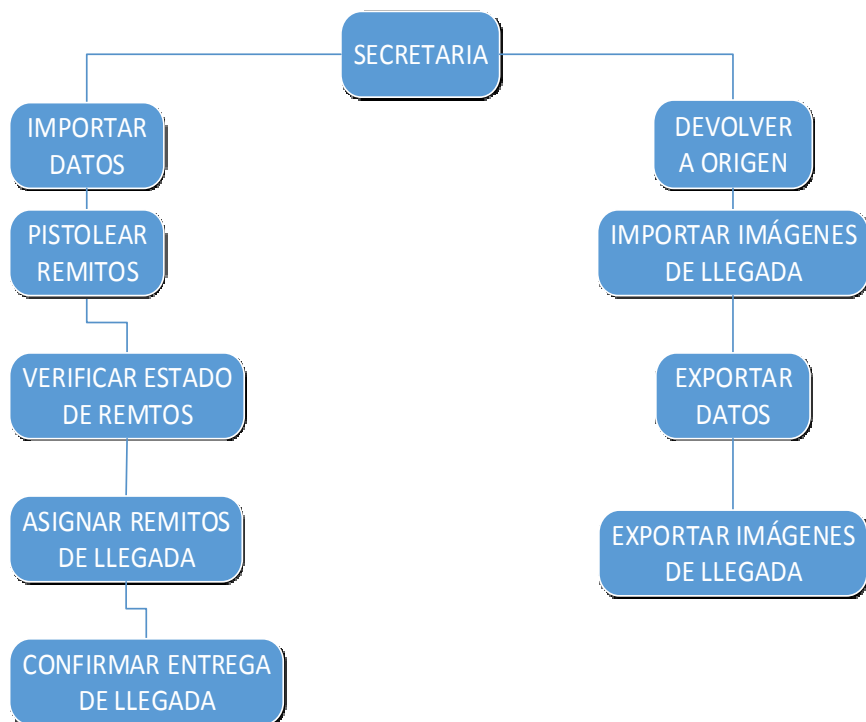 SECRETARIA
IMPORTAR
DATOS
PISTOLEAR
REMITOS
VERIFICAR ESTADO
DE REMTOS
ASIGNAR REMITOS
DE LLEGADA
CONFIRMAR ENTREGA
DE LLEGADA
DEVOLVER
A ORIGEN
IMPORTAR IMÁGENES
DE LLEGADA
EXPORTAR
DATOS
EXPORTAR IMÁGENES
DE LLEGADA